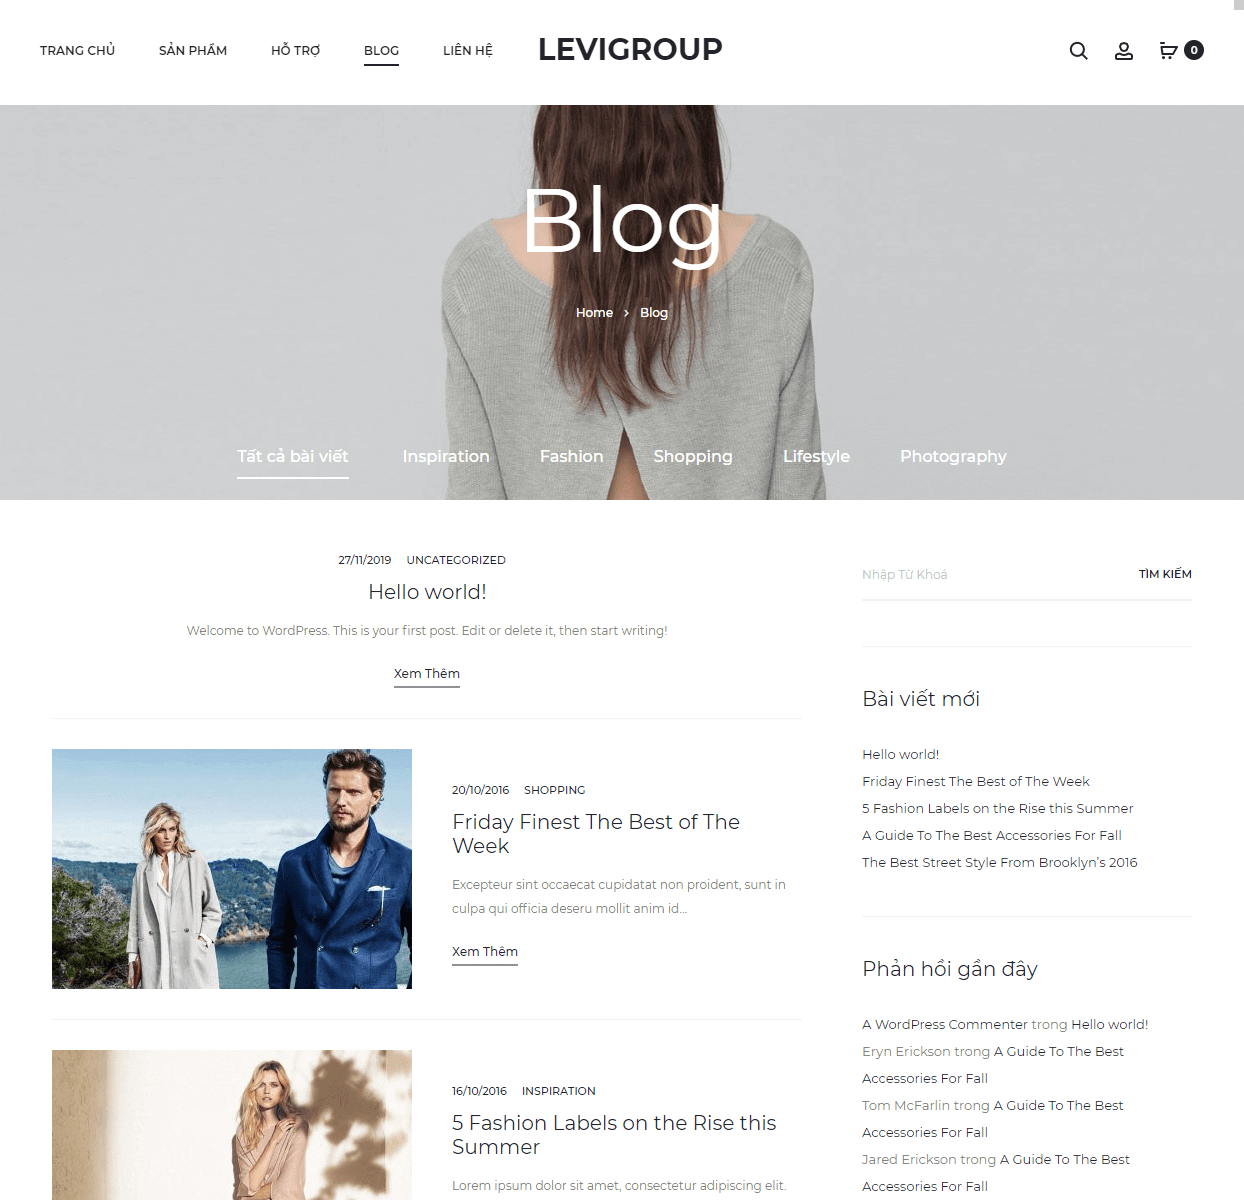 TRANG CHỦ
SẢN PHẨM
HỖ TRỢ
BLOG
LIÊN HỆ
LEVIGROUP
0
Blog
Home > Blog
Tất cả bài viết
Inspiration
Fashion
Shopping
Lifestyle
Photography
27/11/2019 UNCATEGORIZED
Hello world!
Welcome to WordPress. This is your first post. Edit or delete it, then start writing!
Xem Thêm
20/10/2016 SHOPPING
Friday Finest The Best of The
Week
Excepteur sint occaecat cupidatat non proident, sunt in
culpa qui officia deseru mollit anim id...
Xem Thêm
16/10/2016 INSPIRATION
5 Fashion Labels on the Rise this
Summer
Lorem ipsum dolor sit amet, consectetur adipiscing elit.
Nhập Từ Khoá
TÌM KIẾM
Bài viết mới
Hello world!
Friday Finest The Best of The Week
5 Fashion Labels on the Rise this Summer
A Guide To The Best Accessories For Fall
The Best Street Style From Brooklyn's 2016
Phản hồi gần đây
A WordPress Commenter trong Hello world!
Eryn Erickson trong A Guide To The Best
Accessories For Fall
Tom McFarlin trong A Guide To The Best
Accessories For Fall
Jared Erickson trong A Guide To The Best
Accessories For Fall